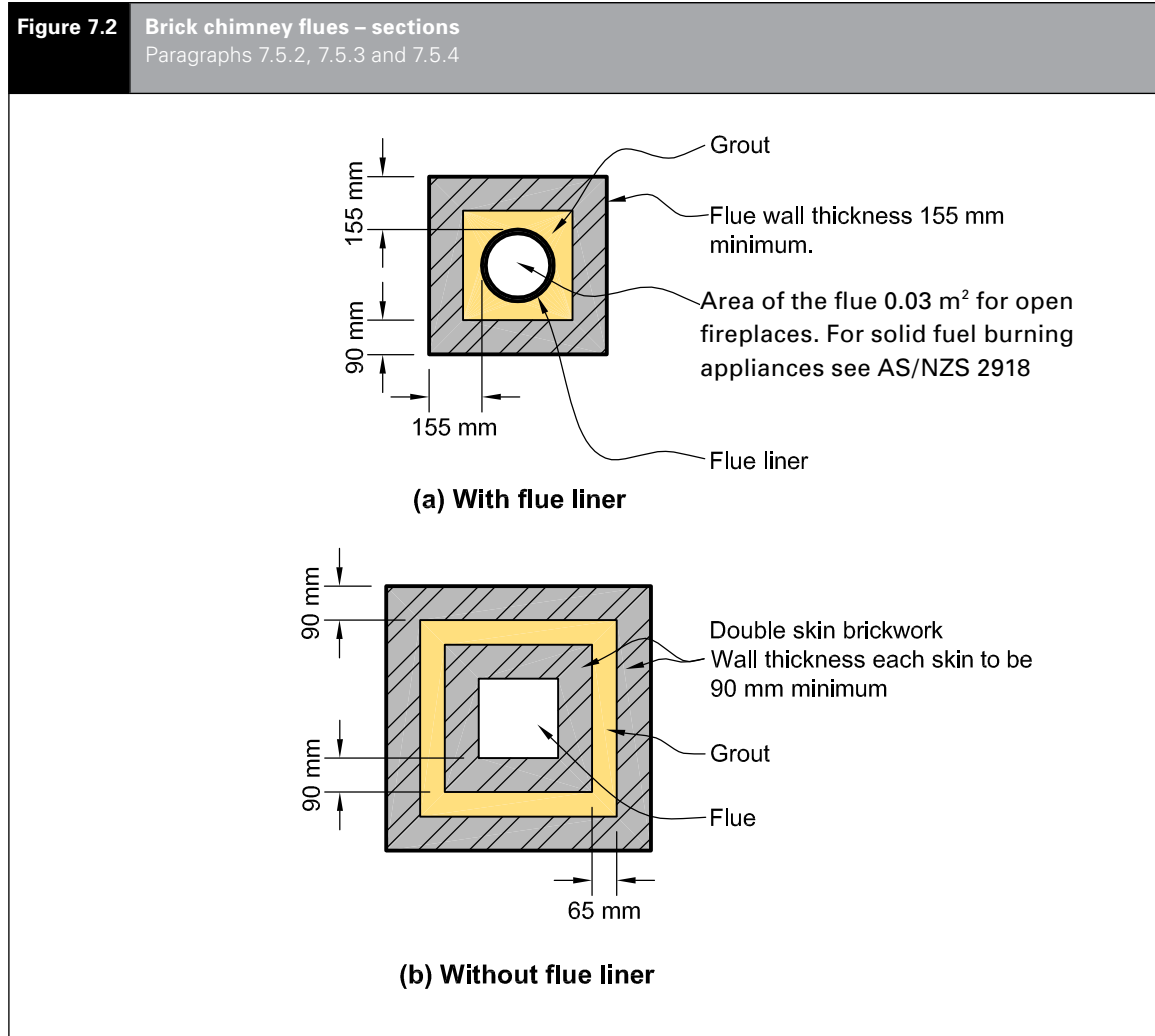 Figure 7.2
Brick chimney flues – sections
Paragraphs 7.5.2, 7.5.3 and 7.5.4
155 mm
90 mm
155 mm
Grout
Flue wall thickness 155 mm
minimum.
Area of the flue 0.03 m² for open
fireplaces. For solid fuel burning
appliances see AS/NZS 2918
Flue liner
(a) With flue liner
90 mm
90 mm
65 mm
Double skin brickwork
Wall thickness each skin to be
90 mm minimum
Grout
Flue
(b) Without flue liner